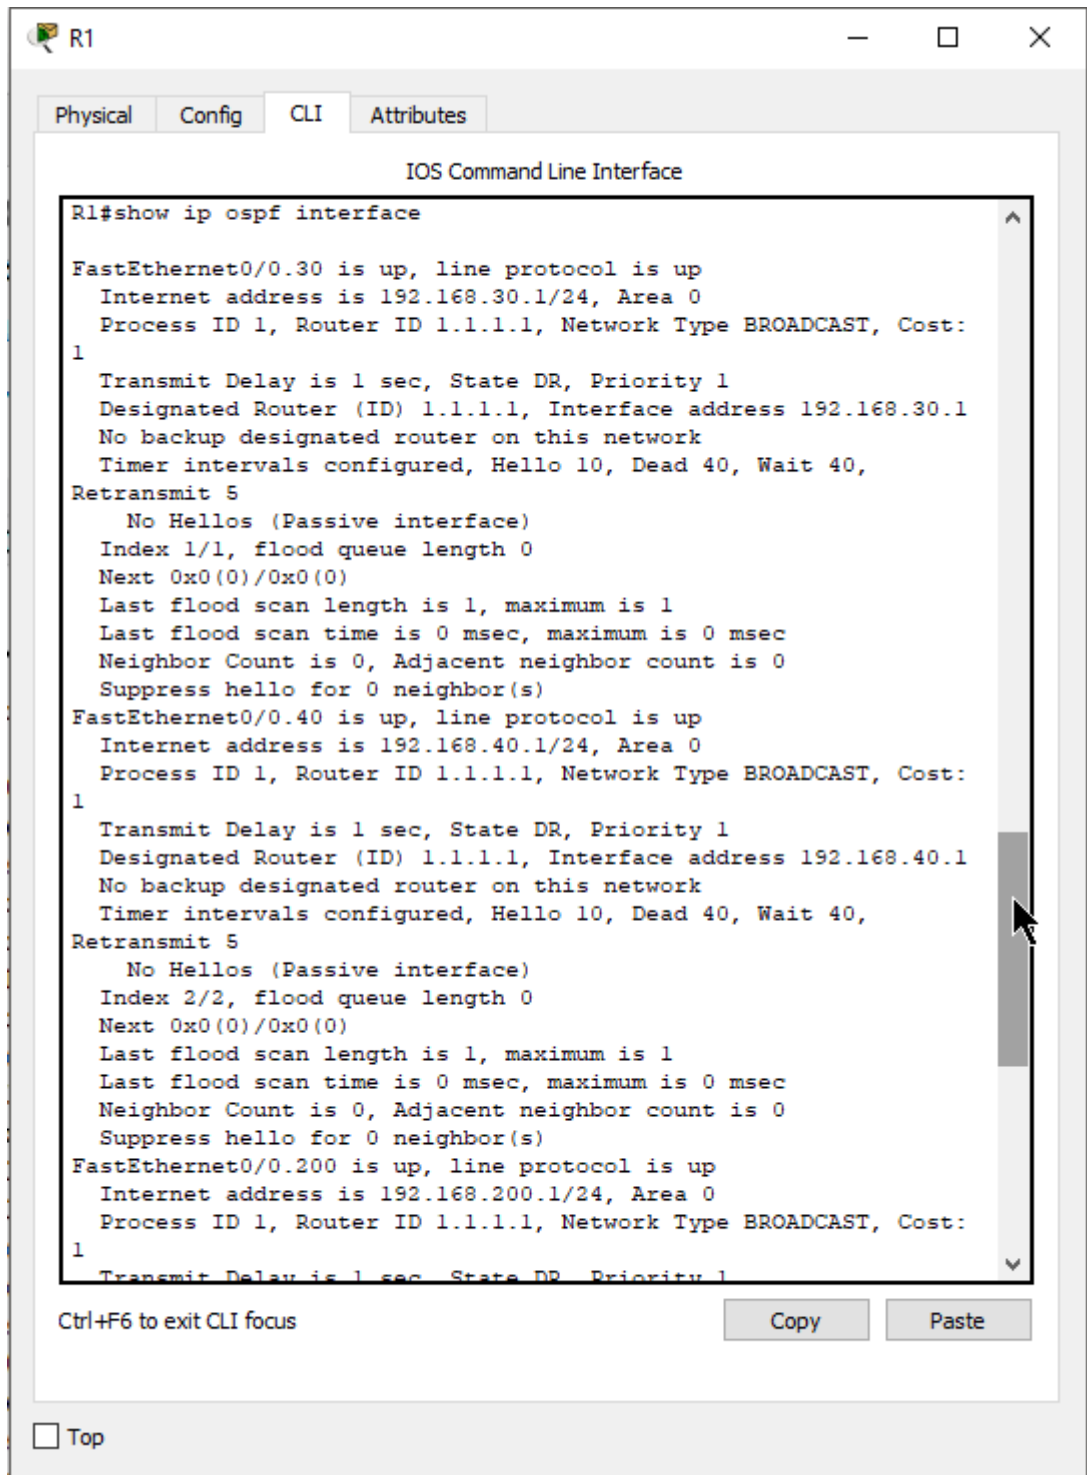 R1
Physical Config CLI Attributes
IOS Command Line Interface
R1#show ip ospf interface
FastEthernet0/0.30 is up, line protocol is up
Internet address is 192.168.30.1/24, Area 0
Process ID 1, Router ID 1.1.1.1, Network Type BROADCAST, Cost:
1
Transmit Delay is 1 sec, State DR, Priority 1
Designated Router (ID) 1.1.1.1, Interface address 192.168.30.1
No backup designated router on this network
Timer intervals configured, Hello 10, Dead 40, Wait 40,
Retransmit 5
No Hellos (Passive interface)
Index 1/1, flood queue length 0
Next 0x0(0)/0x0(0)
Last flood scan length is 1, maximum is 1
Last flood scan time is 0 msec, maximum is 0 msec
Neighbor Count is 0, Adjacent neighbor count is 0
Suppress hello for 0 neighbor(s)
FastEthernet0/0.40 is up, line protocol is up
Internet address is 192.168.40.1/24, Area 0
Process ID 1, Router ID 1.1.1.1, Network Type BROADCAST, Cost:
1
Transmit Delay is 1 sec, State DR, Priority 1
Designated Router (ID) 1.1.1.1, Interface address 192.168.40.1
No backup designated router on this network
Timer intervals configured, Hello 10, Dead 40, Wait 40,
Retransmit 5
No Hellos (Passive interface)
Index 2/2, flood queue length 0
Next 0x0(0)/0x0(0)
Last flood scan length is 1, maximum is 1
Last flood scan time is 0 msec, maximum is 0 msec
Neighbor Count is 0, Adjacent neighbor count is 0
Suppress hello for 0 neighbor(s)
FastEthernet0/0.200 is up, line protocol is up
Internet address is 192.168.200.1/24, Area 0
Process ID 1, Router ID 1.1.1.1, Network Type BROADCAST, Cost:
1
Transmit Delay is 1 sec, State DR, Priority 1
Ctrl+F6 to exit CLI focus
Copy Paste
Top